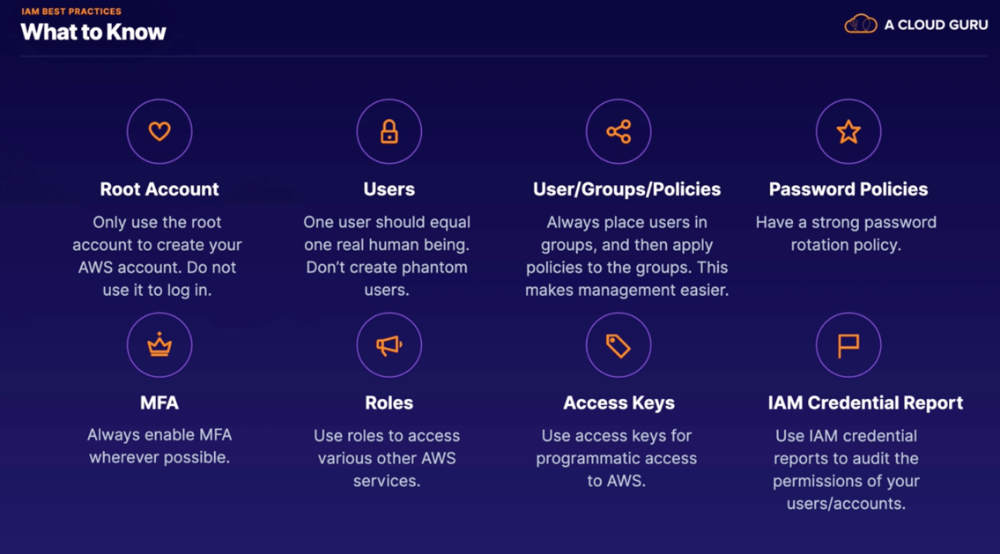 IAM BEST PRACTICES
What to Know
A CLOUD GURU
Root Account
Only use the root
account to create your
AWS account. Do not
use it to log in.
Users
One user should equal
one real human being.
Don’t create phantom
users.
User/Groups/Policies
Always place users in
groups, and then apply
policies to the groups. This
makes management easier.
Password Policies
Have a strong password
rotation policy.
MFA
Always enable MFA
wherever possible.
Roles
Use roles to access
various other AWS
services.
Access Keys
Use access keys for
programmatic access
to AWS.
IAM Credential Report
Use IAM credential
reports to audit the
permissions of your
users/accounts.